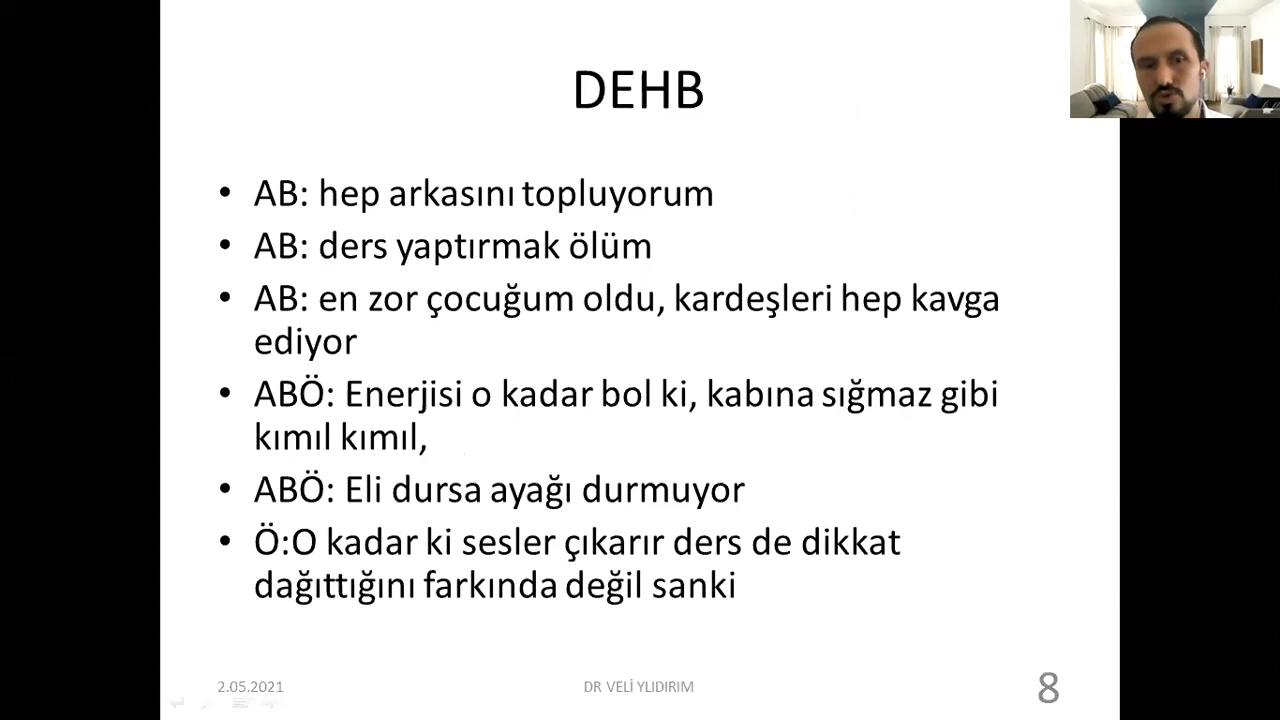 DEHB
• AB: hep arkasını topluyorum
• AB: ders yaptırmak ölüm
• AB: en zor çocuğum oldu, kardeşleri hep kavga
ediyor
• ABÖ: Enerjisi o kadar bol ki, kabına sığmaz gibi
kımıl kımıl,
• ABÖ: Eli dursa ayağı durmuyor
• Ö:O kadar ki sesler çıkarır ders de dikkat
dağıttığını farkında değil sanki
2.05.2021
DR VELİ YLIDIRIM
8